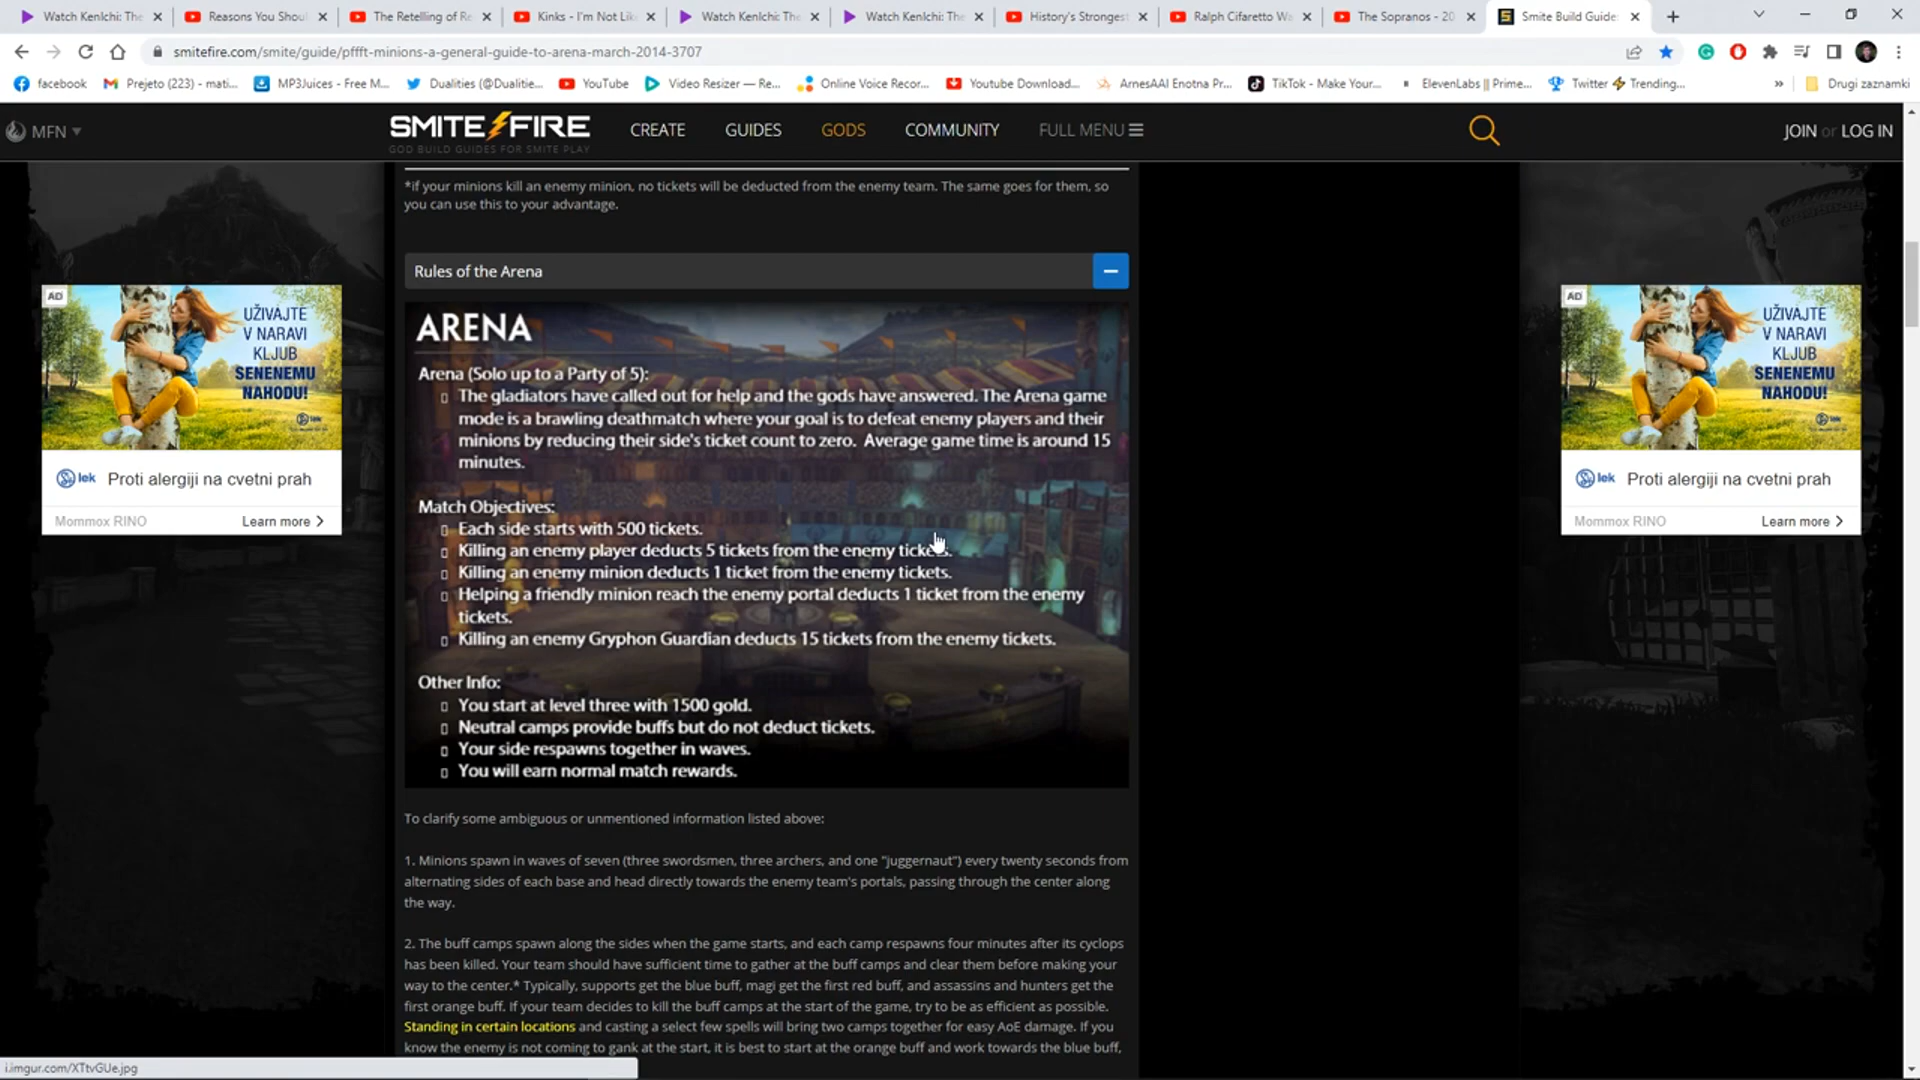 Watch KenIchi: The
Reasons You Shou
The Retelling of Re
Kinks - I'm Not Lik
Watch KenIchi: The
Watch KenIchi: The
History's Strongest
Ralph Cifaretto Wa
The Sopranos - 20
Smite Build Guide
smitefire.com/smite/guide/pffft-minions-a-general-guide-to-arena-march-2014-3707
facebook
Prejeto (223) - mati...
MP3Juices - Free M...
Dualities (@Dualitie...
YouTube
Video Resizer — Re...
Online Voice Recor...
Youtube Download...
ArnesAAI Enotna Pr...
TikTok - Make Your...
ElevenLabs || Prime...
Twitter ⚡ Trending...
»
Drugi zaznamki
MFN
SMITE FIRE
GOD BUILD GUIDES FOR SMITE PLAY
CREATE
GUIDES
GODS
COMMUNITY
FULL MENU
JOIN or LOG IN
*if your minions kill an enemy minion, no tickets will be deducted from the enemy team. The same goes for them, so
you can use this to your advantage.
Rules of the Arena
ARENA
Arena (Solo up to a Party of 5):
The gladiators have called out for help and the gods have answered. The Arena game
mode is a brawling deathmatch where your goal is to defeat enemy players and their
minions by reducing their side's ticket count to zero. Average game time is around 15
minutes.
Match Objectives:
Each side starts with 500 tickets.
Killing an enemy player deducts 5 tickets from the enemy tickets.
Killing an enemy minion deducts 1 ticket from the enemy tickets.
Helping a friendly minion reach the enemy portal deducts 1 ticket from the enemy
tickets.
Killing an enemy Gryphon Guardian deducts 15 tickets from the enemy tickets.
Other Info:
You start at level three with 1500 gold.
Neutral camps provide buffs but do not deduct tickets.
Your side respawns together in waves.
You will earn normal match rewards.
To clarify some ambiguous or unmentioned information listed above:
1. Minions spawn in waves of seven (three swordsmen, three archers, and one "juggernaut") every twenty seconds from
alternating sides of each base and head directly towards the enemy team's portals, passing through the center along
the way.
2. The buff camps spawn along the sides when the game starts, and each camp respawns four minutes after its cyclops
has been killed. Your team should have sufficient time to gather at the buff camps and clear them before making your
way to the center.* Typically, supports get the blue buff, magi get the first red buff, and assassins and hunters get the
first orange buff. If your team decides to kill the buff camps at the start of the game, try to be as efficient as possible.
Standing in certain locations and casting a select few spells will bring two camps together for easy AoE damage. If you
know the enemy is not coming to gank at the start, it is best to start at the orange buff and work towards the blue buff,
AD
UŽIVAJTE
V NARAVI
KLJUB
SENENEMU
NAHODU!
lek
lek
Proti alergiji na cvetni prah
Mommox RINO
Learn more
AD
UŽIVAJTE
V NARAVI
KLJUB
SENENEMU
NAHODU!
lek
lek
Proti alergiji na cvetni prah
Mommox RINO
Learn more
i.imgur.com/XTtvGUe.jpg